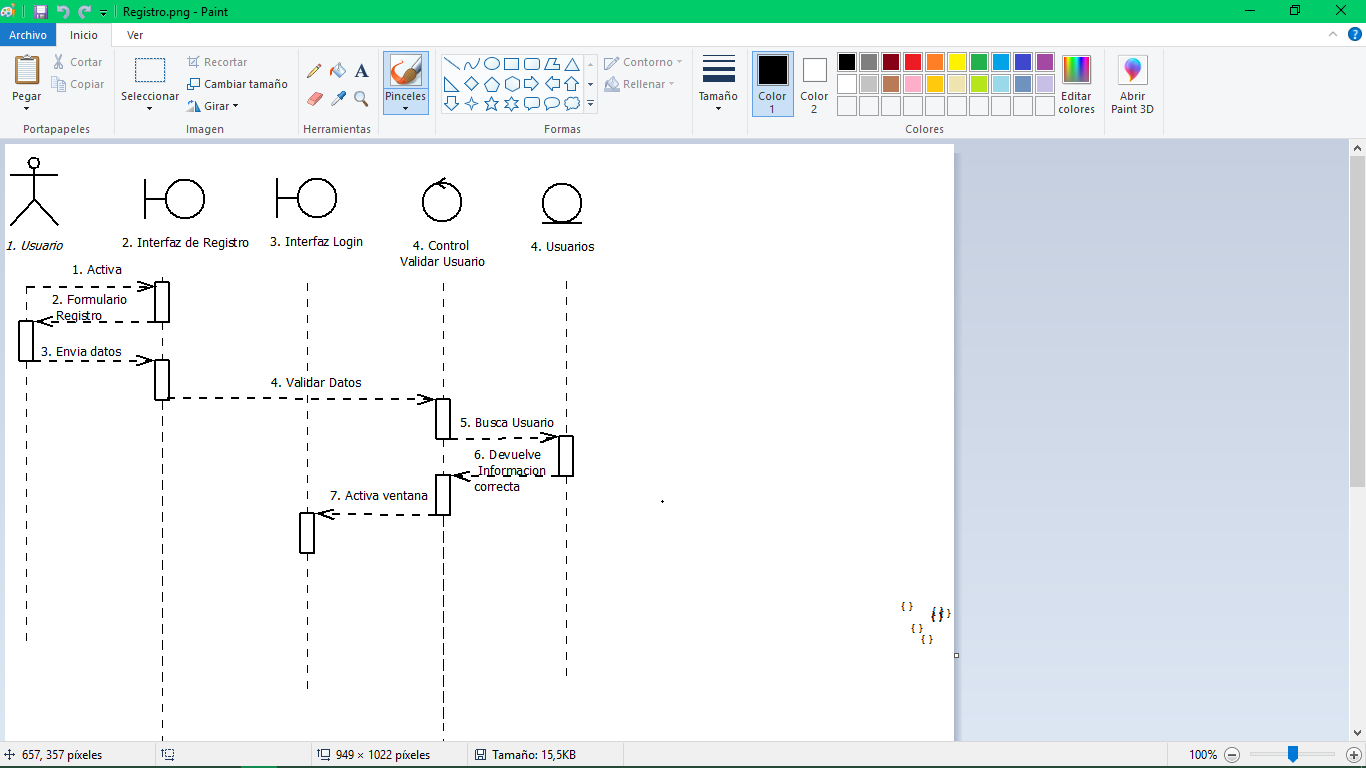 Registro.png - Paint
Archivo
Inicio
Ver
Pegar
Cortar
Copiar
Portapapeles
Seleccionar
Recortar
Cambiar tamaño
Girar
Imagen
A
Herramientas
Pinceles
Contorno
Rellenar
Formas
Tamaño
Color
1
Color
2
Editar
colores
Colores
Abrir
Paint 3D
?
1. Usuario
2. Interfaz de Registro
3. Interfaz Login
4. Control
Validar Usuario
4. Usuarios
1. Activa
2. Formulario
Registro
3. Envia datos
4. Validar Datos
5. Busca Usuario
6. Devuelve
Informacion
correcta
7. Activa ventana
{ }
{ }
{ }
{ }
{ }
{ }
657, 357 píxeles
949 × 1022 píxeles
Tamaño: 15,5KB
100%